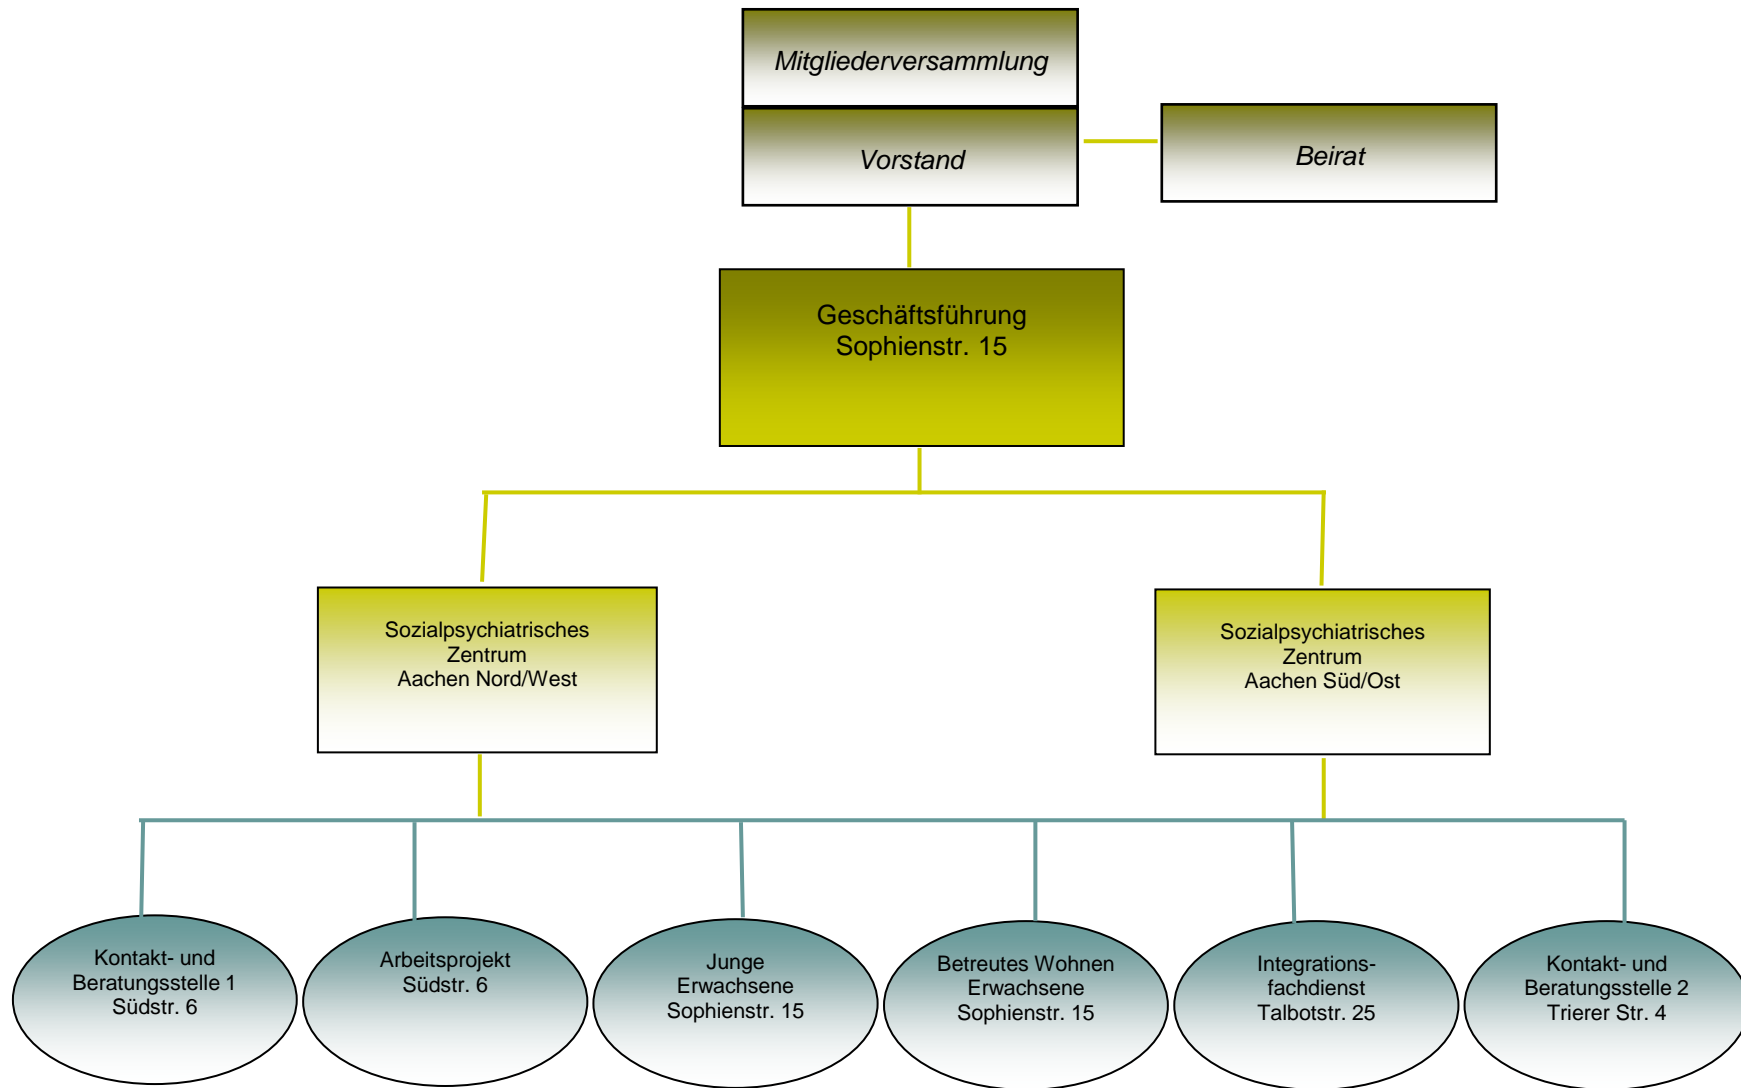 Mitgliederversammlung
Vorstand
Beirat
Geschäftsführung
Sophienstr. 15
Sozialpsychiatrisches
Zentrum
Aachen Nord/West
Sozialpsychiatrisches
Zentrum
Aachen Süd/Ost
Kontakt- und
Beratungsstelle 1
Südstr. 6
Arbeitsprojekt
Südstr. 6
Junge
Erwachsene
Sophienstr. 15
Betreutes Wohnen
Erwachsene
Sophienstr. 15
Integrations-
fachdienst
Talbotstr. 25
Kontakt- und
Beratungsstelle 2
Trierer Str. 4